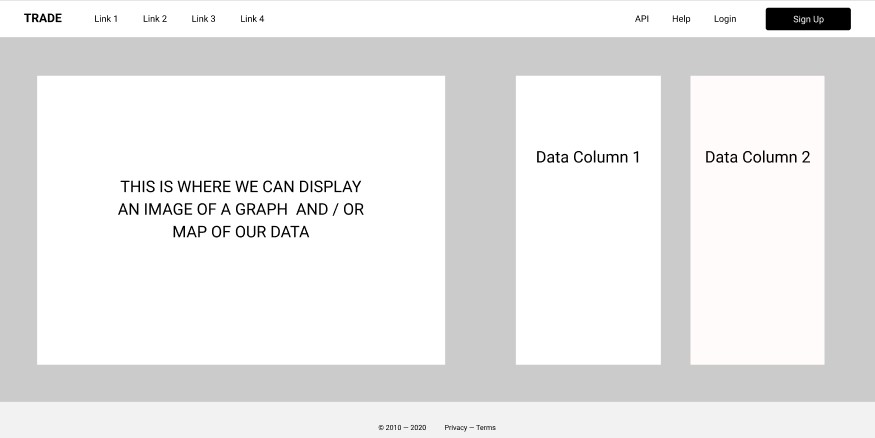 TRADE Link 1 Link 2 Link 3 Link 4 API Help Login Sign Up
THIS IS WHERE WE CAN DISPLAY
AN IMAGE OF A GRAPH  AND / OR
MAP OF OUR DATA
Data Column 1
Data Column 2
© 2010 — 2020 Privacy — Terms